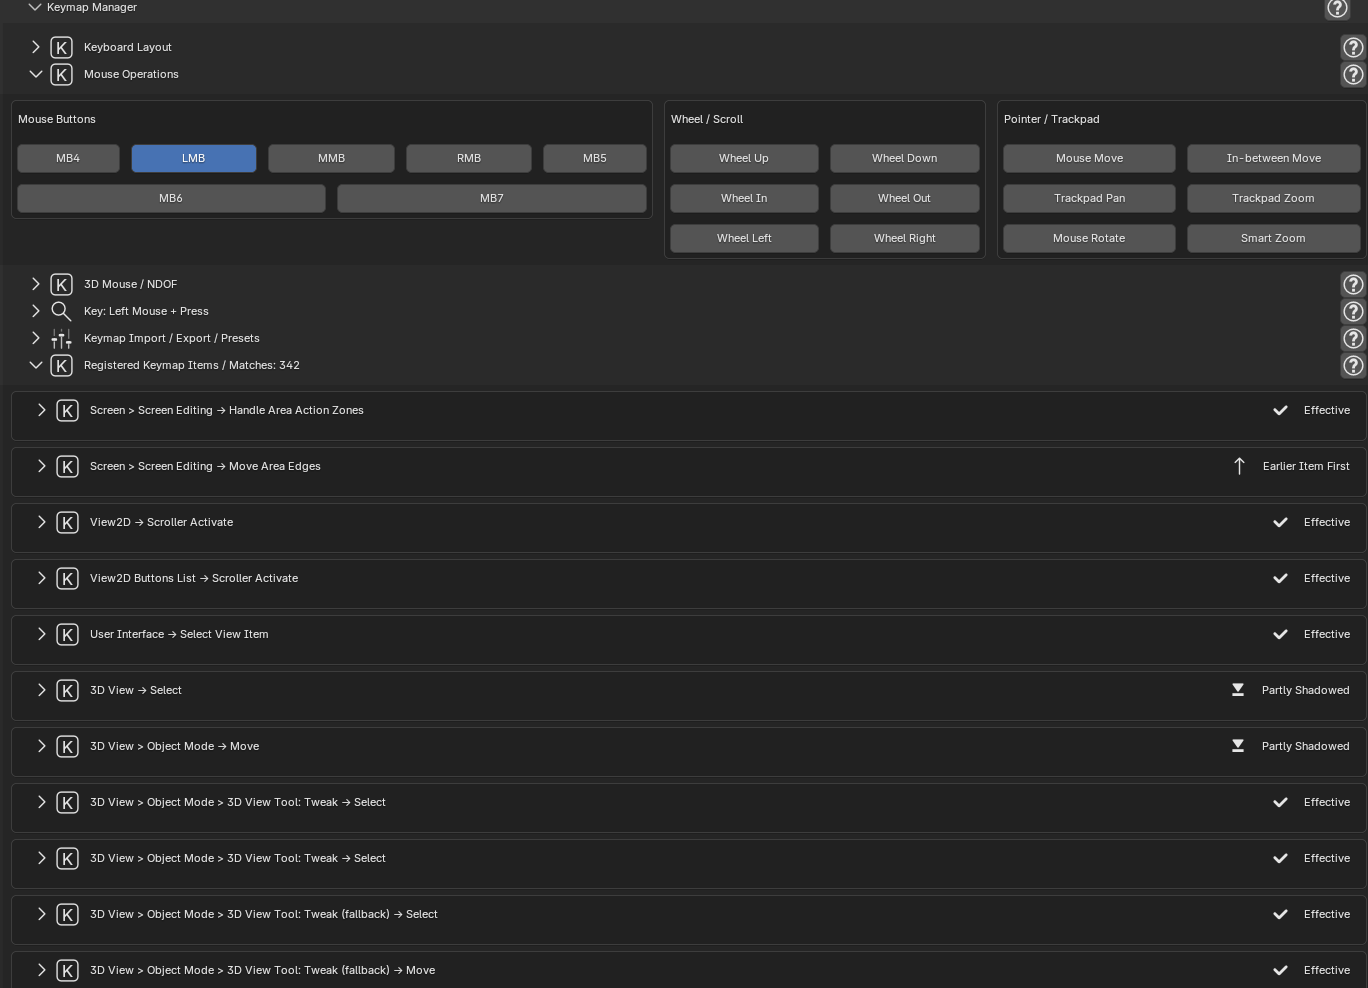 Keymap Manager
K Keyboard Layout
K Mouse Operations
Mouse Buttons
MB4 LMB MMB RMB MB5
MB6 MB7
Wheel / Scroll
Wheel Up Wheel Down
Wheel In Wheel Out
Wheel Left Wheel Right
Pointer / Trackpad
Mouse Move In-between Move
Trackpad Pan Trackpad Zoom
Mouse Rotate Smart Zoom
K 3D Mouse / NDOF
Key: Left Mouse + Press
Keymap Import / Export / Presets
K Registered Keymap Items / Matches: 342
K Screen > Screen Editing → Handle Area Action Zones Effective
K Screen > Screen Editing → Move Area Edges Earlier Item First
K View2D → Scroller Activate Effective
K View2D Buttons List → Scroller Activate Effective
K User Interface → Select View Item Effective
K 3D View → Select Partly Shadowed
K 3D View > Object Mode → Move Partly Shadowed
K 3D View > Object Mode > 3D View Tool: Tweak → Select Effective
K 3D View > Object Mode > 3D View Tool: Tweak → Select Effective
K 3D View > Object Mode > 3D View Tool: Tweak (fallback) → Select Effective
K 3D View > Object Mode > 3D View Tool: Tweak (fallback) → Move Effective